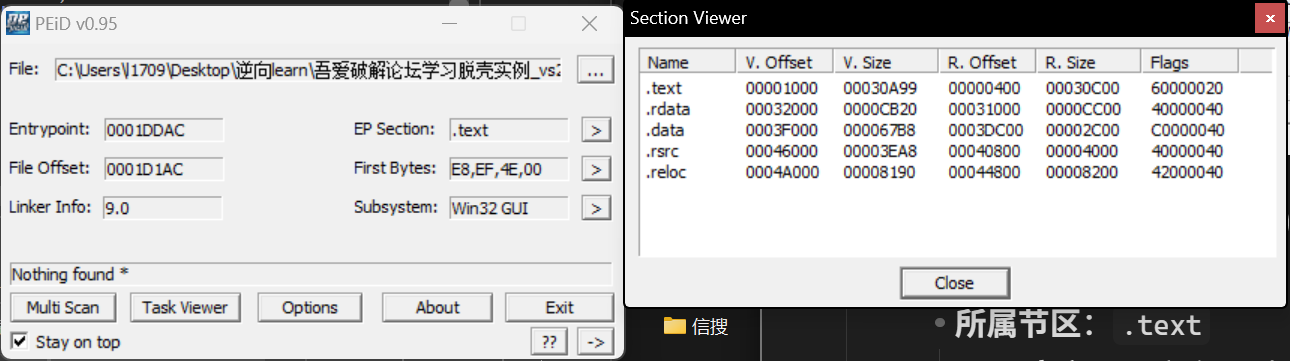 PEiD v0.95
File: C:\Users\l1709\Desktop\逆向learn\吾爱破解论坛学习脱壳实例_vs2 ...
Entrypoint: 0001DDAC EP Section: .text >
File Offset: 0001D1AC First Bytes: E8,EF,4E,00 >
Linker Info: 9.0 Subsystem: Win32 GUI >
Nothing found *
Multi Scan Task Viewer Options About Exit
Stay on top ?? ->
Section Viewer
Name V. Offset V. Size R. Offset R. Size Flags
.text 00001000 00030A99 00000400 00030C00 60000020
.rdata 00032000 0000CB20 00031000 0000CC00 40000040
.data 0003F000 000067B8 0003DC00 00002C00 C0000040
.rsrc 00046000 00003EA8 00040800 00004000 40000040
.reloc 0004A000 00008190 00044800 00008200 42000040
Close
信搜
所属节区： .text